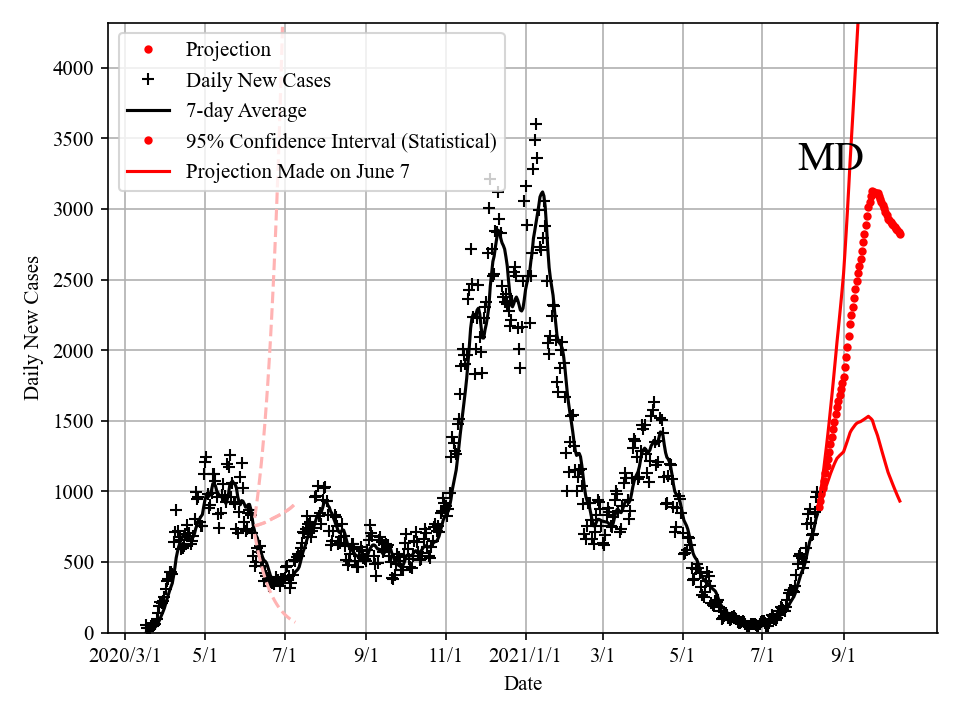 Projection
Daily New Cases
7-day Average
95% Confidence Interval (Statistical)
Projection Made on June 7
MD
4000
3500
3000
2500
2000
1500
1000
500
0
Daily New Cases
2020/3/1 5/1 7/1 9/1 11/1 2021/1/1 3/1 5/1 7/1 9/1
Date